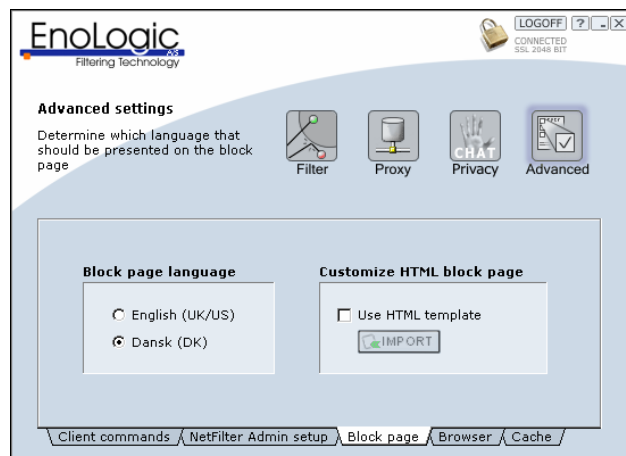 EnoLogic
A/S
Filtering Technology
LOGOFF ? - X
CONNECTED
SSL 2048 BIT
Advanced settings
Determine which language that
should be presented on the block
page
CHAT
Filter Proxy Privacy Advanced
Block page language
English (UK/US)
Dansk (DK)
Customize HTML block page
Use HTML template
IMPORT
Client commands NetFilter Admin setup Block page Browser Cache